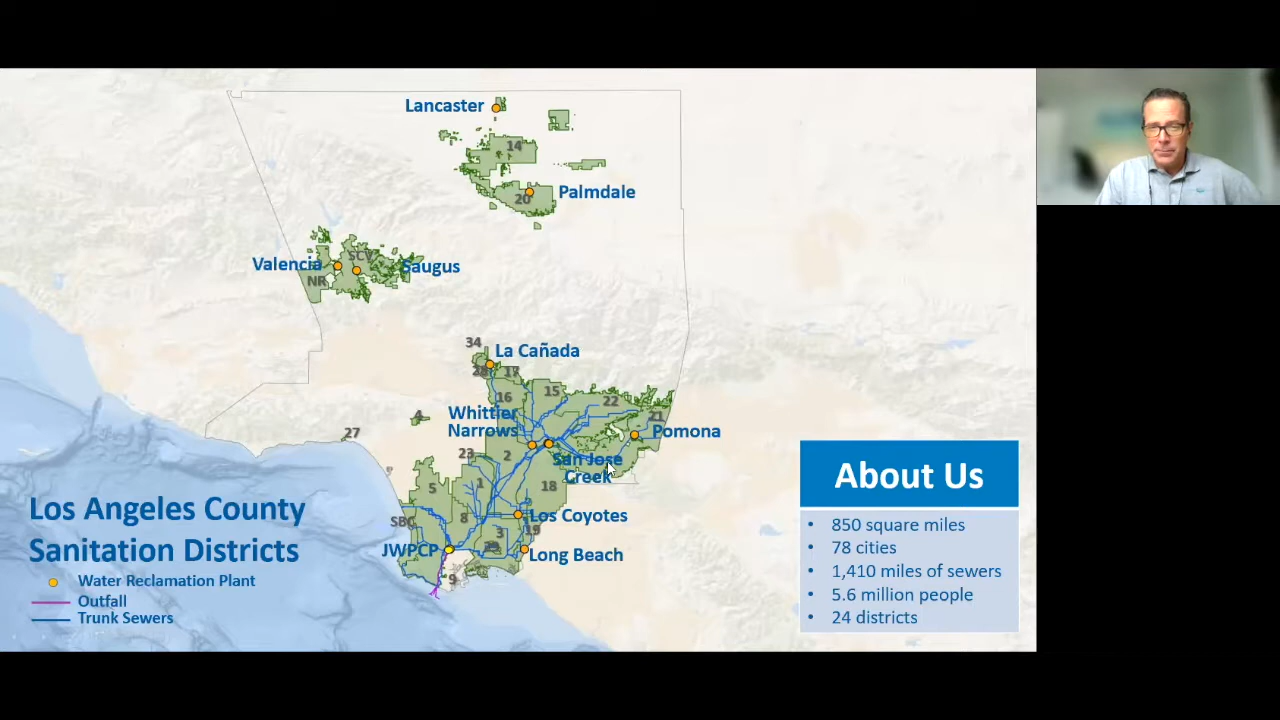 Lancaster
14
Palmdale
20
Valencia
SCV
Saugus
NR
34
La Cañada
28
17
15
16
22
4
Whittier
Narrows
21
Pomona
27
23
2
San Jose
Creek
5
1
18
Los Angeles County
Sanitation Districts
SBC
8
Los Coyotes
3
19
JWPCP
Long Beach
9
Water Reclamation Plant
Outfall
Trunk Sewers
About Us
• 850 square miles
• 78 cities
• 1,410 miles of sewers
• 5.6 million people
• 24 districts